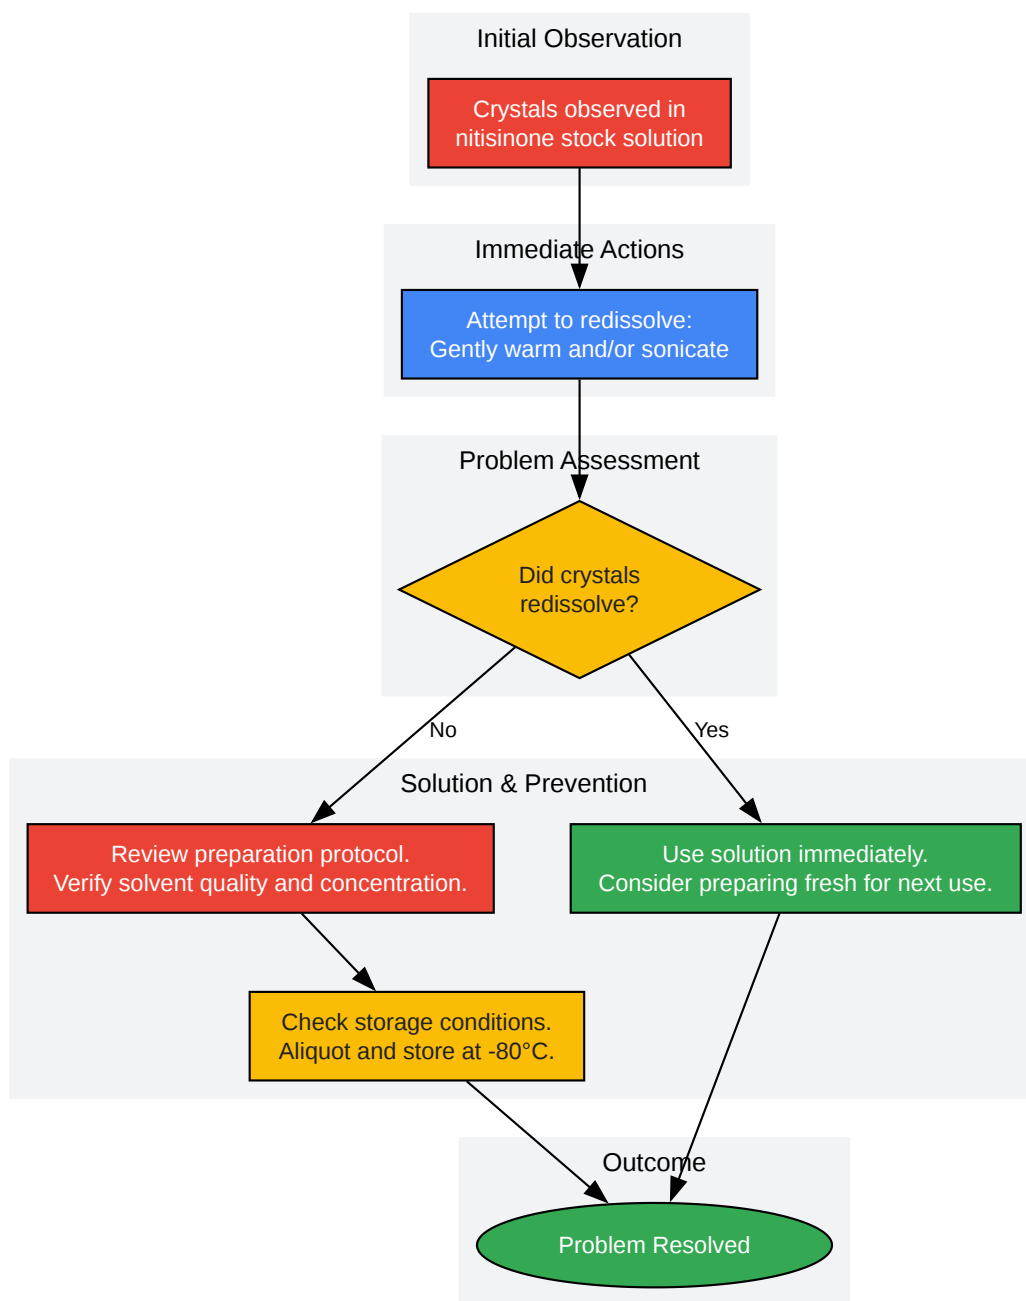 Initial Observation
Crystals observed in
nitisinone stock solution
Immediate Actions
Attempt to redissolve:
Gently warm and/or sonicate
Problem Assessment
Did crystals
redissolve?
No
Yes
Solution & Prevention
Review preparation protocol.
Verify solvent quality and concentration.
Use solution immediately.
Consider preparing fresh for next use.
Check storage conditions.
Aliquot and store at -80°C.
Outcome
Problem Resolved